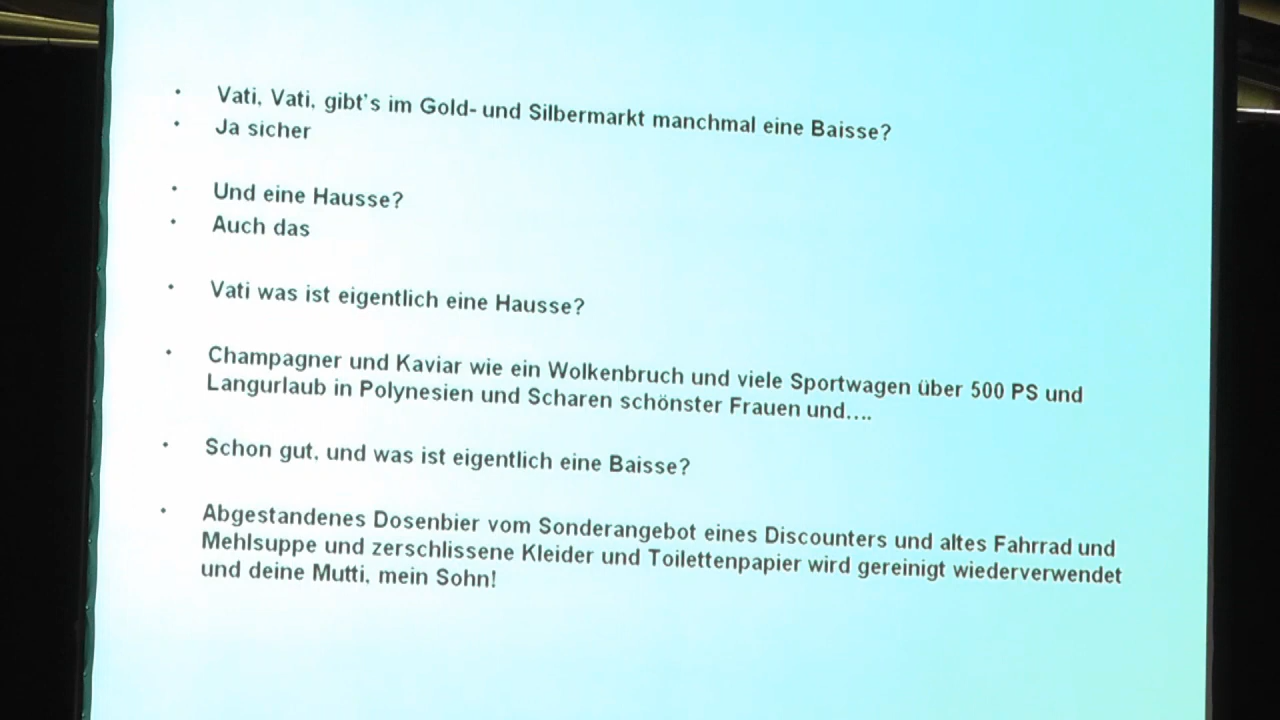 • Vati, Vati, gibt's im Gold- und Silbermarkt manchmal eine Baisse?
• Ja sicher
• Und eine Hausse?
• Auch das
• Vati was ist eigentlich eine Hausse?
• Champagner und Kaviar wie ein Wolkenbruch und viele Sportwagen über 500 PS und
Langurlaub in Polynesien und Scharen schönster Frauen und....
• Schon gut, und was ist eigentlich eine Baisse?
• Abgestandenes Dosenbier vom Sonderangebot eines Discounters und altes Fahrrad und
Mehlsuppe und zerschlissene Kleider und Toilettenpapier wird gereinigt wiederverwendet
und deine Mutti, mein Sohn!